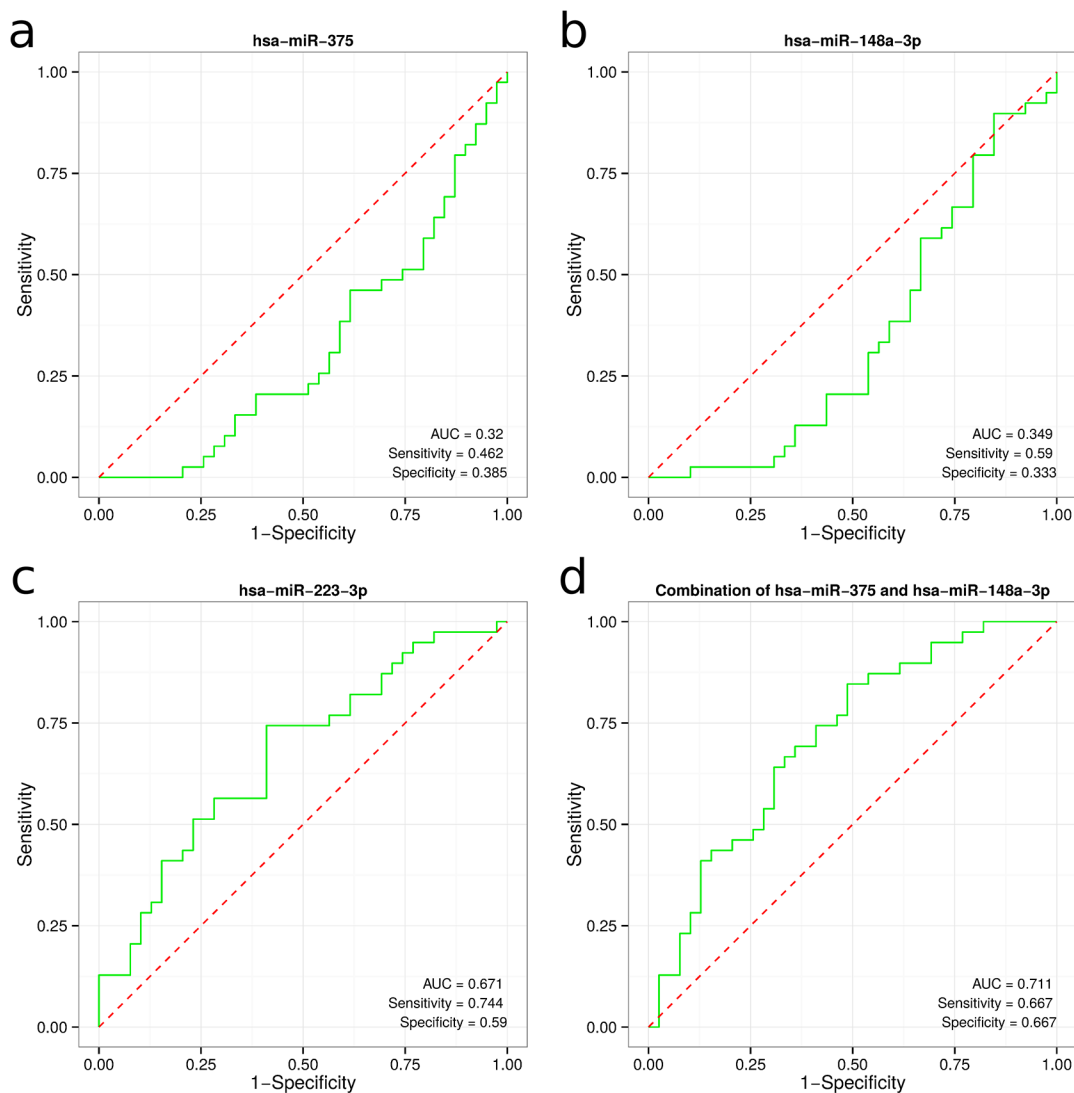 a
hsa−miR−375
1.00
0.75
0.50
0.25
0.00
Sensitivity
AUC = 0.32
Sensitivity = 0.462
Specificity = 0.385
0.00 0.25 0.50 0.75 1.00
1−Specificity
b
hsa−miR−148a−3p
1.00
0.75
0.50
0.25
0.00
Sensitivity
AUC = 0.349
Sensitivity = 0.59
Specificity = 0.333
0.00 0.25 0.50 0.75 1.00
1−Specificity
c
hsa−miR−223−3p
1.00
0.75
0.50
0.25
0.00
Sensitivity
AUC = 0.671
Sensitivity = 0.744
Specificity = 0.59
0.00 0.25 0.50 0.75 1.00
1−Specificity
d
Combination of hsa−miR−375 and hsa−miR−148a−3p
1.00
0.75
0.50
0.25
0.00
Sensitivity
AUC = 0.711
Sensitivity = 0.667
Specificity = 0.667
0.00 0.25 0.50 0.75 1.00
1−Specificity